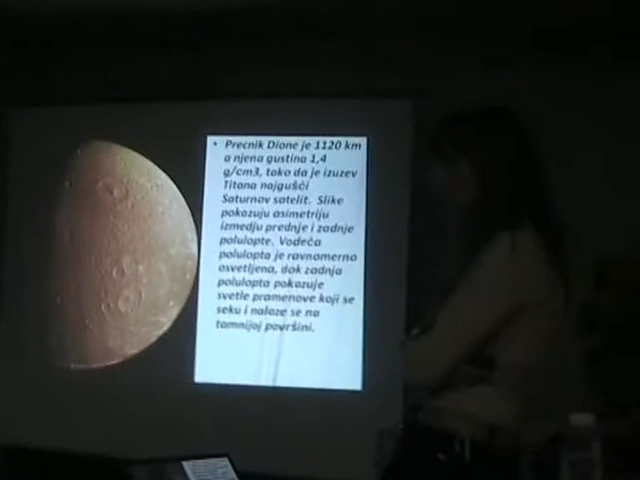 • Precnik Dione je 1120 km
a njena gustina 1,4
g/cm3, tako da je izuzev
Titana najgušći
Saturnov satelit. Slike
pokazuju asimetriju
izmedju prednje i zadnje
polulopte. Vodeća
polulopta je ravnomerno
osvetljena, dok zadnja
polulopta pokazuje
svetle pramenove koji se
seku i nalaze se na
tamnijoj površini.